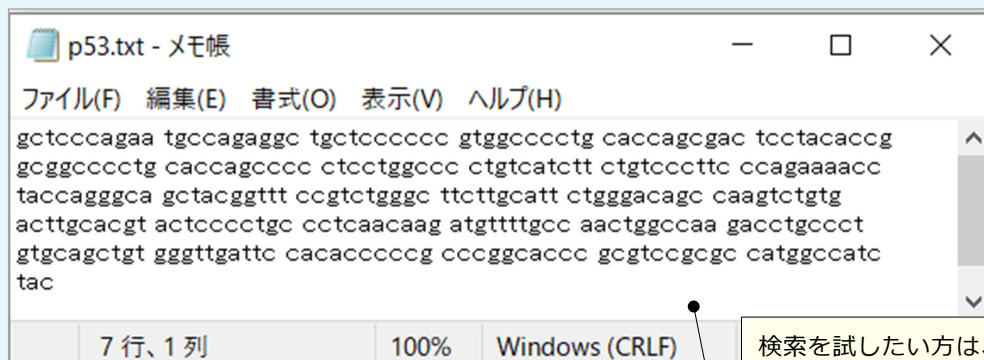 p53.txt - メモ帳
ファイル(F) 編集(E) 書式(O) 表示(V) ヘルプ(H)
gctcccagaa tgccagaggc tgctcccccc gtggcccctg caccagcgac tcctacaccg
gcggcccctg caccagcccc ctcctggccc ctgtcatctt ctgtcccttc ccagaaaacc
taccagggca gctacggttt ccgtctgggc ttcttgcatt ctgggacagc caagtctgtg
acttgcacgt actcccctgc cctcaacaag atgttttgcc aactggccaa gacctgccct
gtgcagctgt gggttgattc cacacccccg cccggcaccc gcgtccgcgc catggccatc
tac
7 行、1 列 100% Windows (CRLF)
検索を試したい方は、